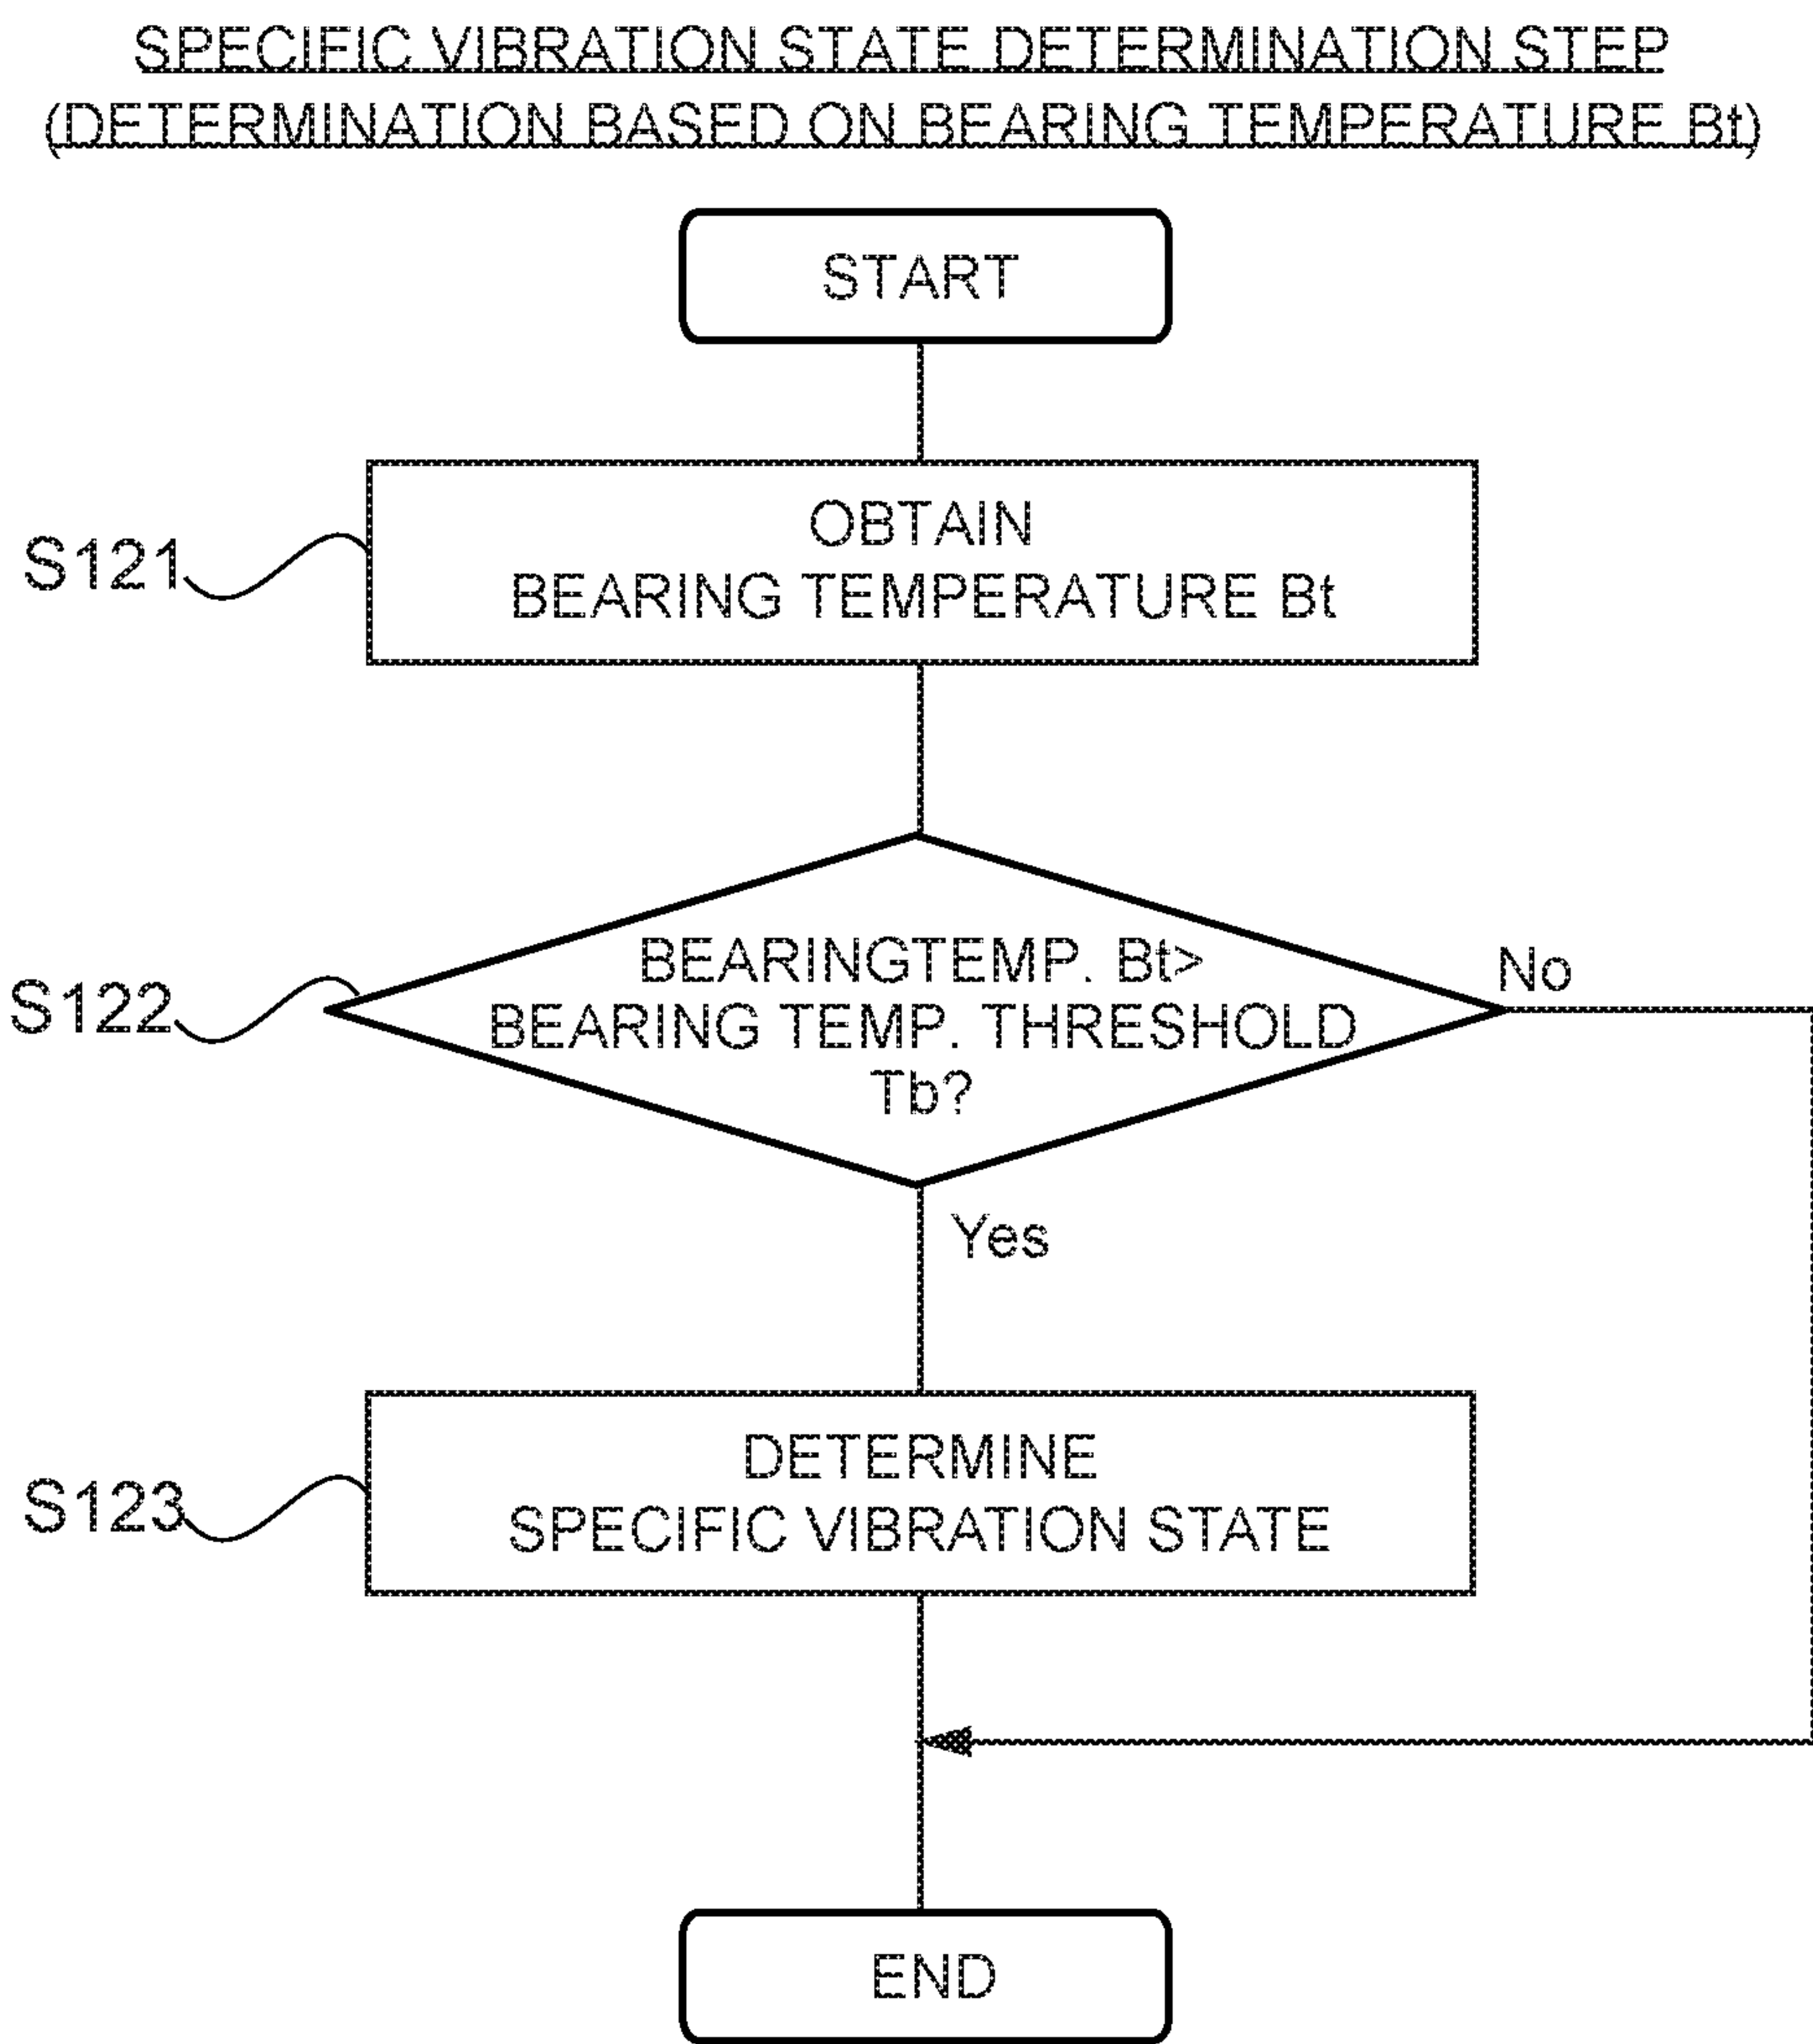 SPECIFIC VIBRATION STATE DETERMINATION STEP
(DETERMINATION BASED ON BEARING TEMPERATURE Bt)
START
S121
OBTAIN
BEARING TEMPERATURE Bt
S122
BEARINGTEMP. Bt>
BEARING TEMP. THRESHOLD
Tb?
No
Yes
S123
DETERMINE
SPECIFIC VIBRATION STATE
END